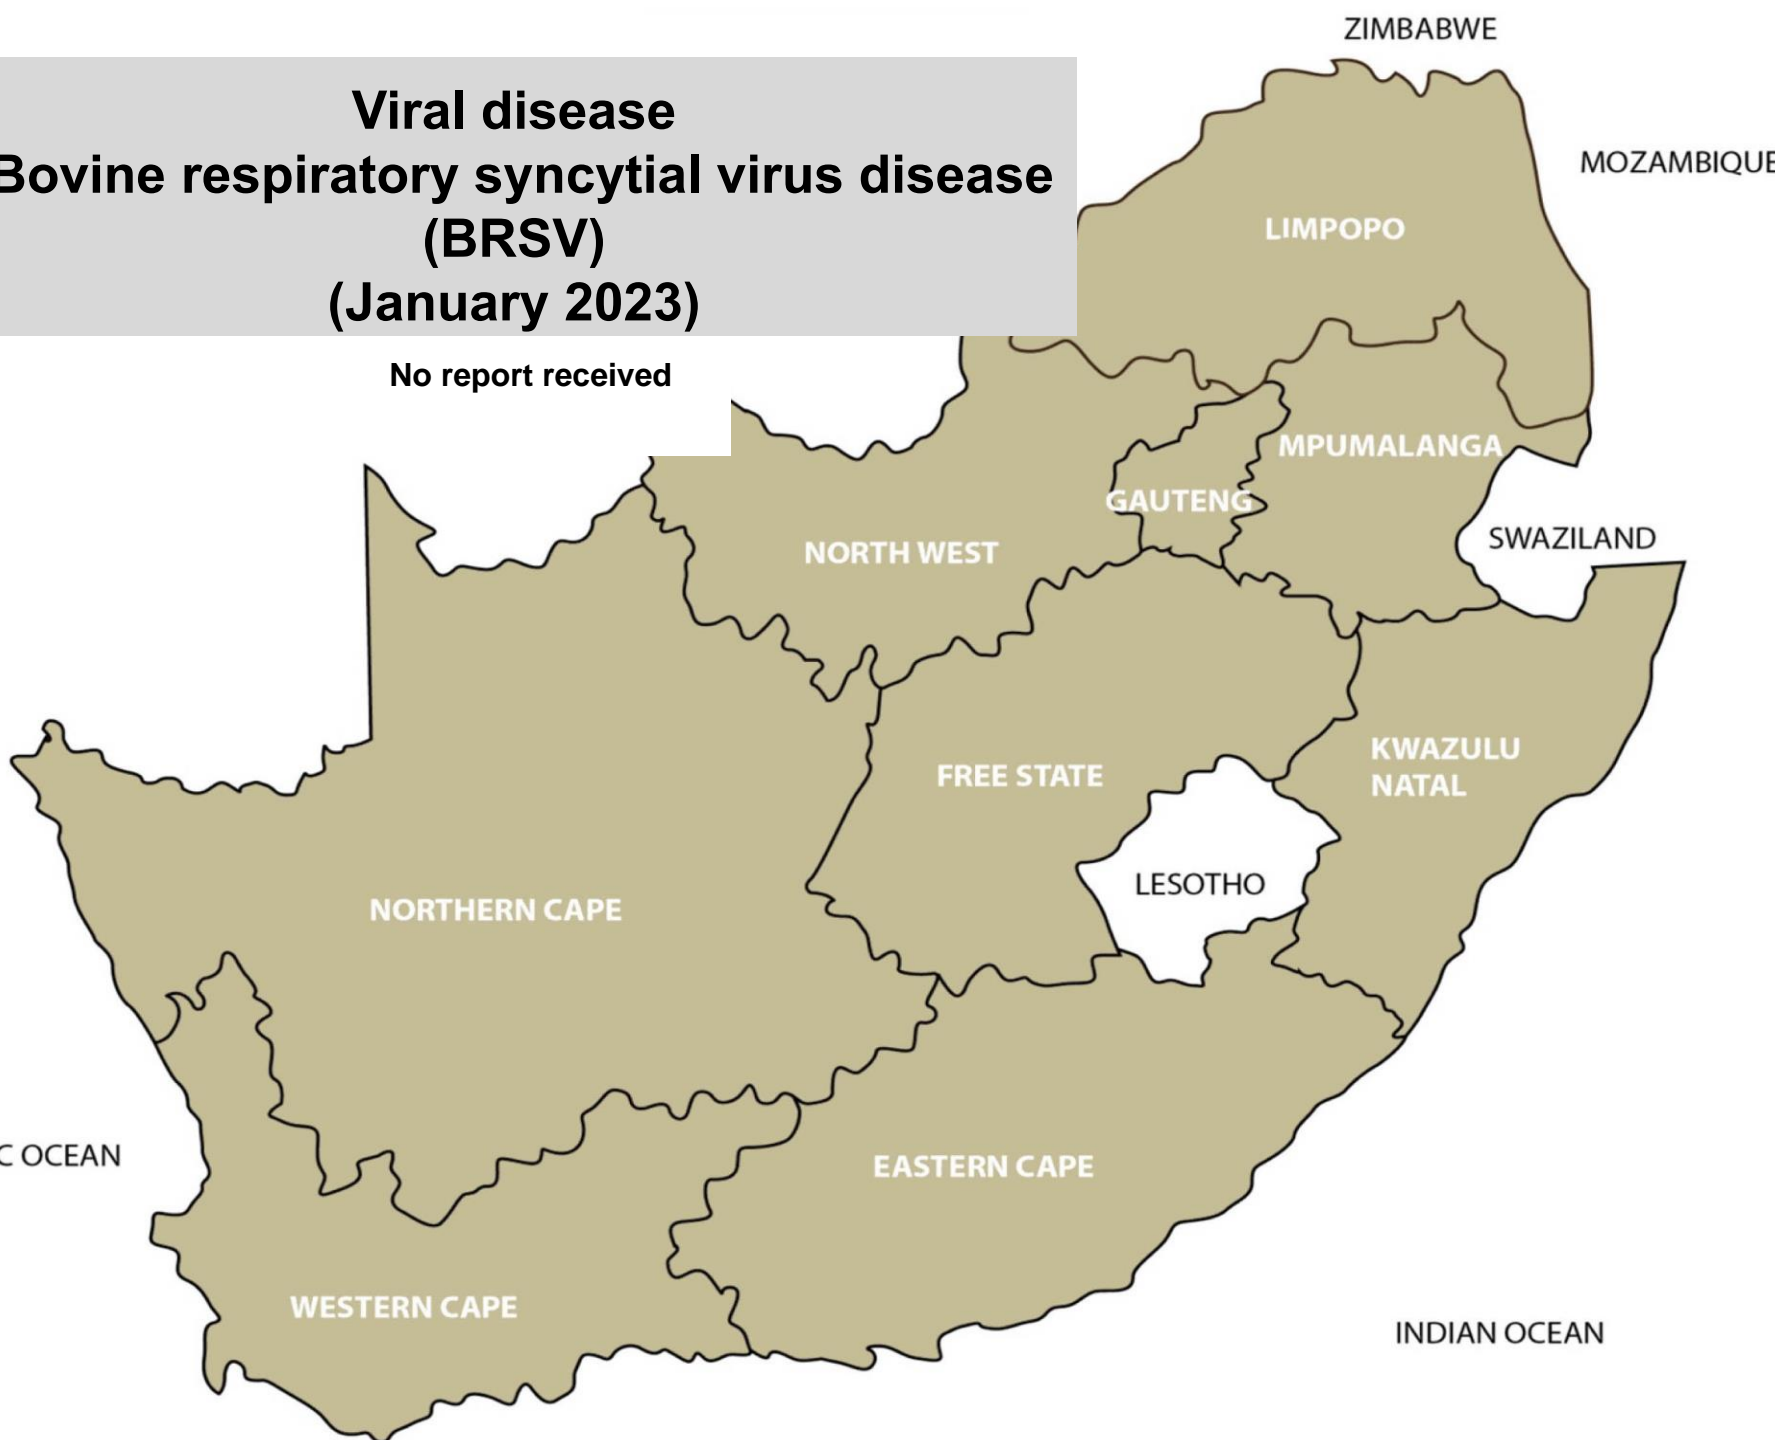 ZIMBABWE
Viral disease
Bovine respiratory syncytial virus disease
(BRSV)
(January 2023)
MOZAMBIQUE
LIMPOPO
No report received
MPUMALANGA
GAUTENG
SWAZILAND
NORTH WEST
KWAZULU
NATAL
FREE STATE
LESOTHO
NORTHERN CAPE
C OCEAN
EASTERN CAPE
WESTERN CAPE
INDIAN OCEAN